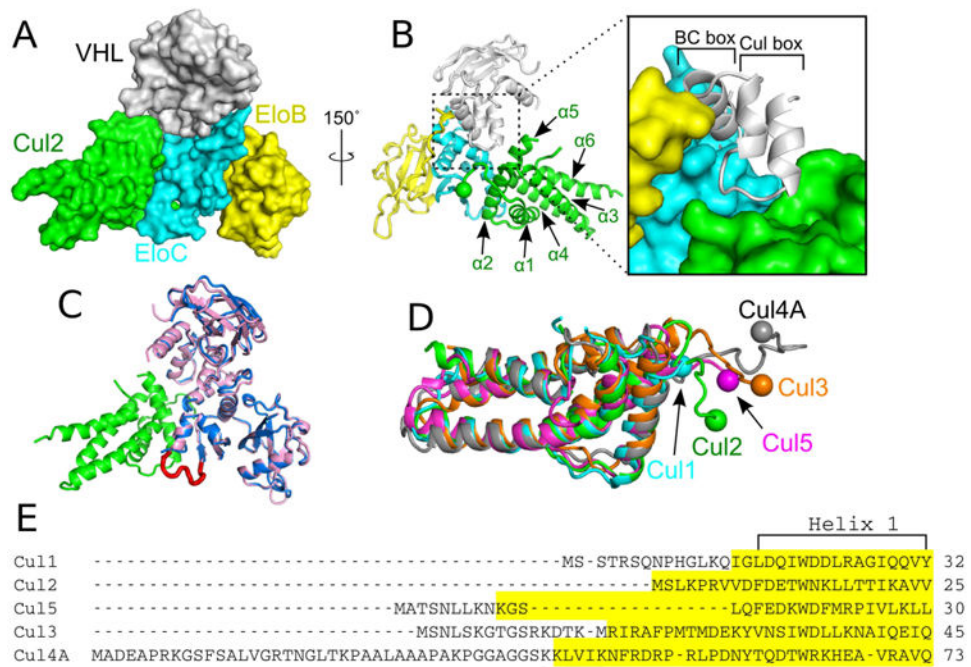 A
VHL
Cul2
EloB
EloC
150°
B
α5
α6
α3
α4
α1
α2
BC box
Cul box
C
D
Cul4A
Cul3
Cul5
Cul2
Cul1
E
Helix 1
Cul1 ------------------------------------------MS-STRSQNPHGLKQIGLDQIWDDLRAGIQQVY 32
Cul2 --------------------------------------------------MSLKPRVVDFDETWNKLLTTIKAVV 25
Cul5 ---------------------------MATSNLLKNKGS------------------LQFEDKWDFMRPIVLKLL 30
Cul3 -----------------------------MSNLSKGTGSRKDTK-MRIRAFPMTMDEKYVNSIWDLLKNAIQEIQ 45
Cul4A MADEAPRKGSFSALVGRTNGLTKPAALAAAPAKPGGAGGSKKLVIKNFRDRP-RLPDNYTQDTWRKHEA-VRAVQ 73